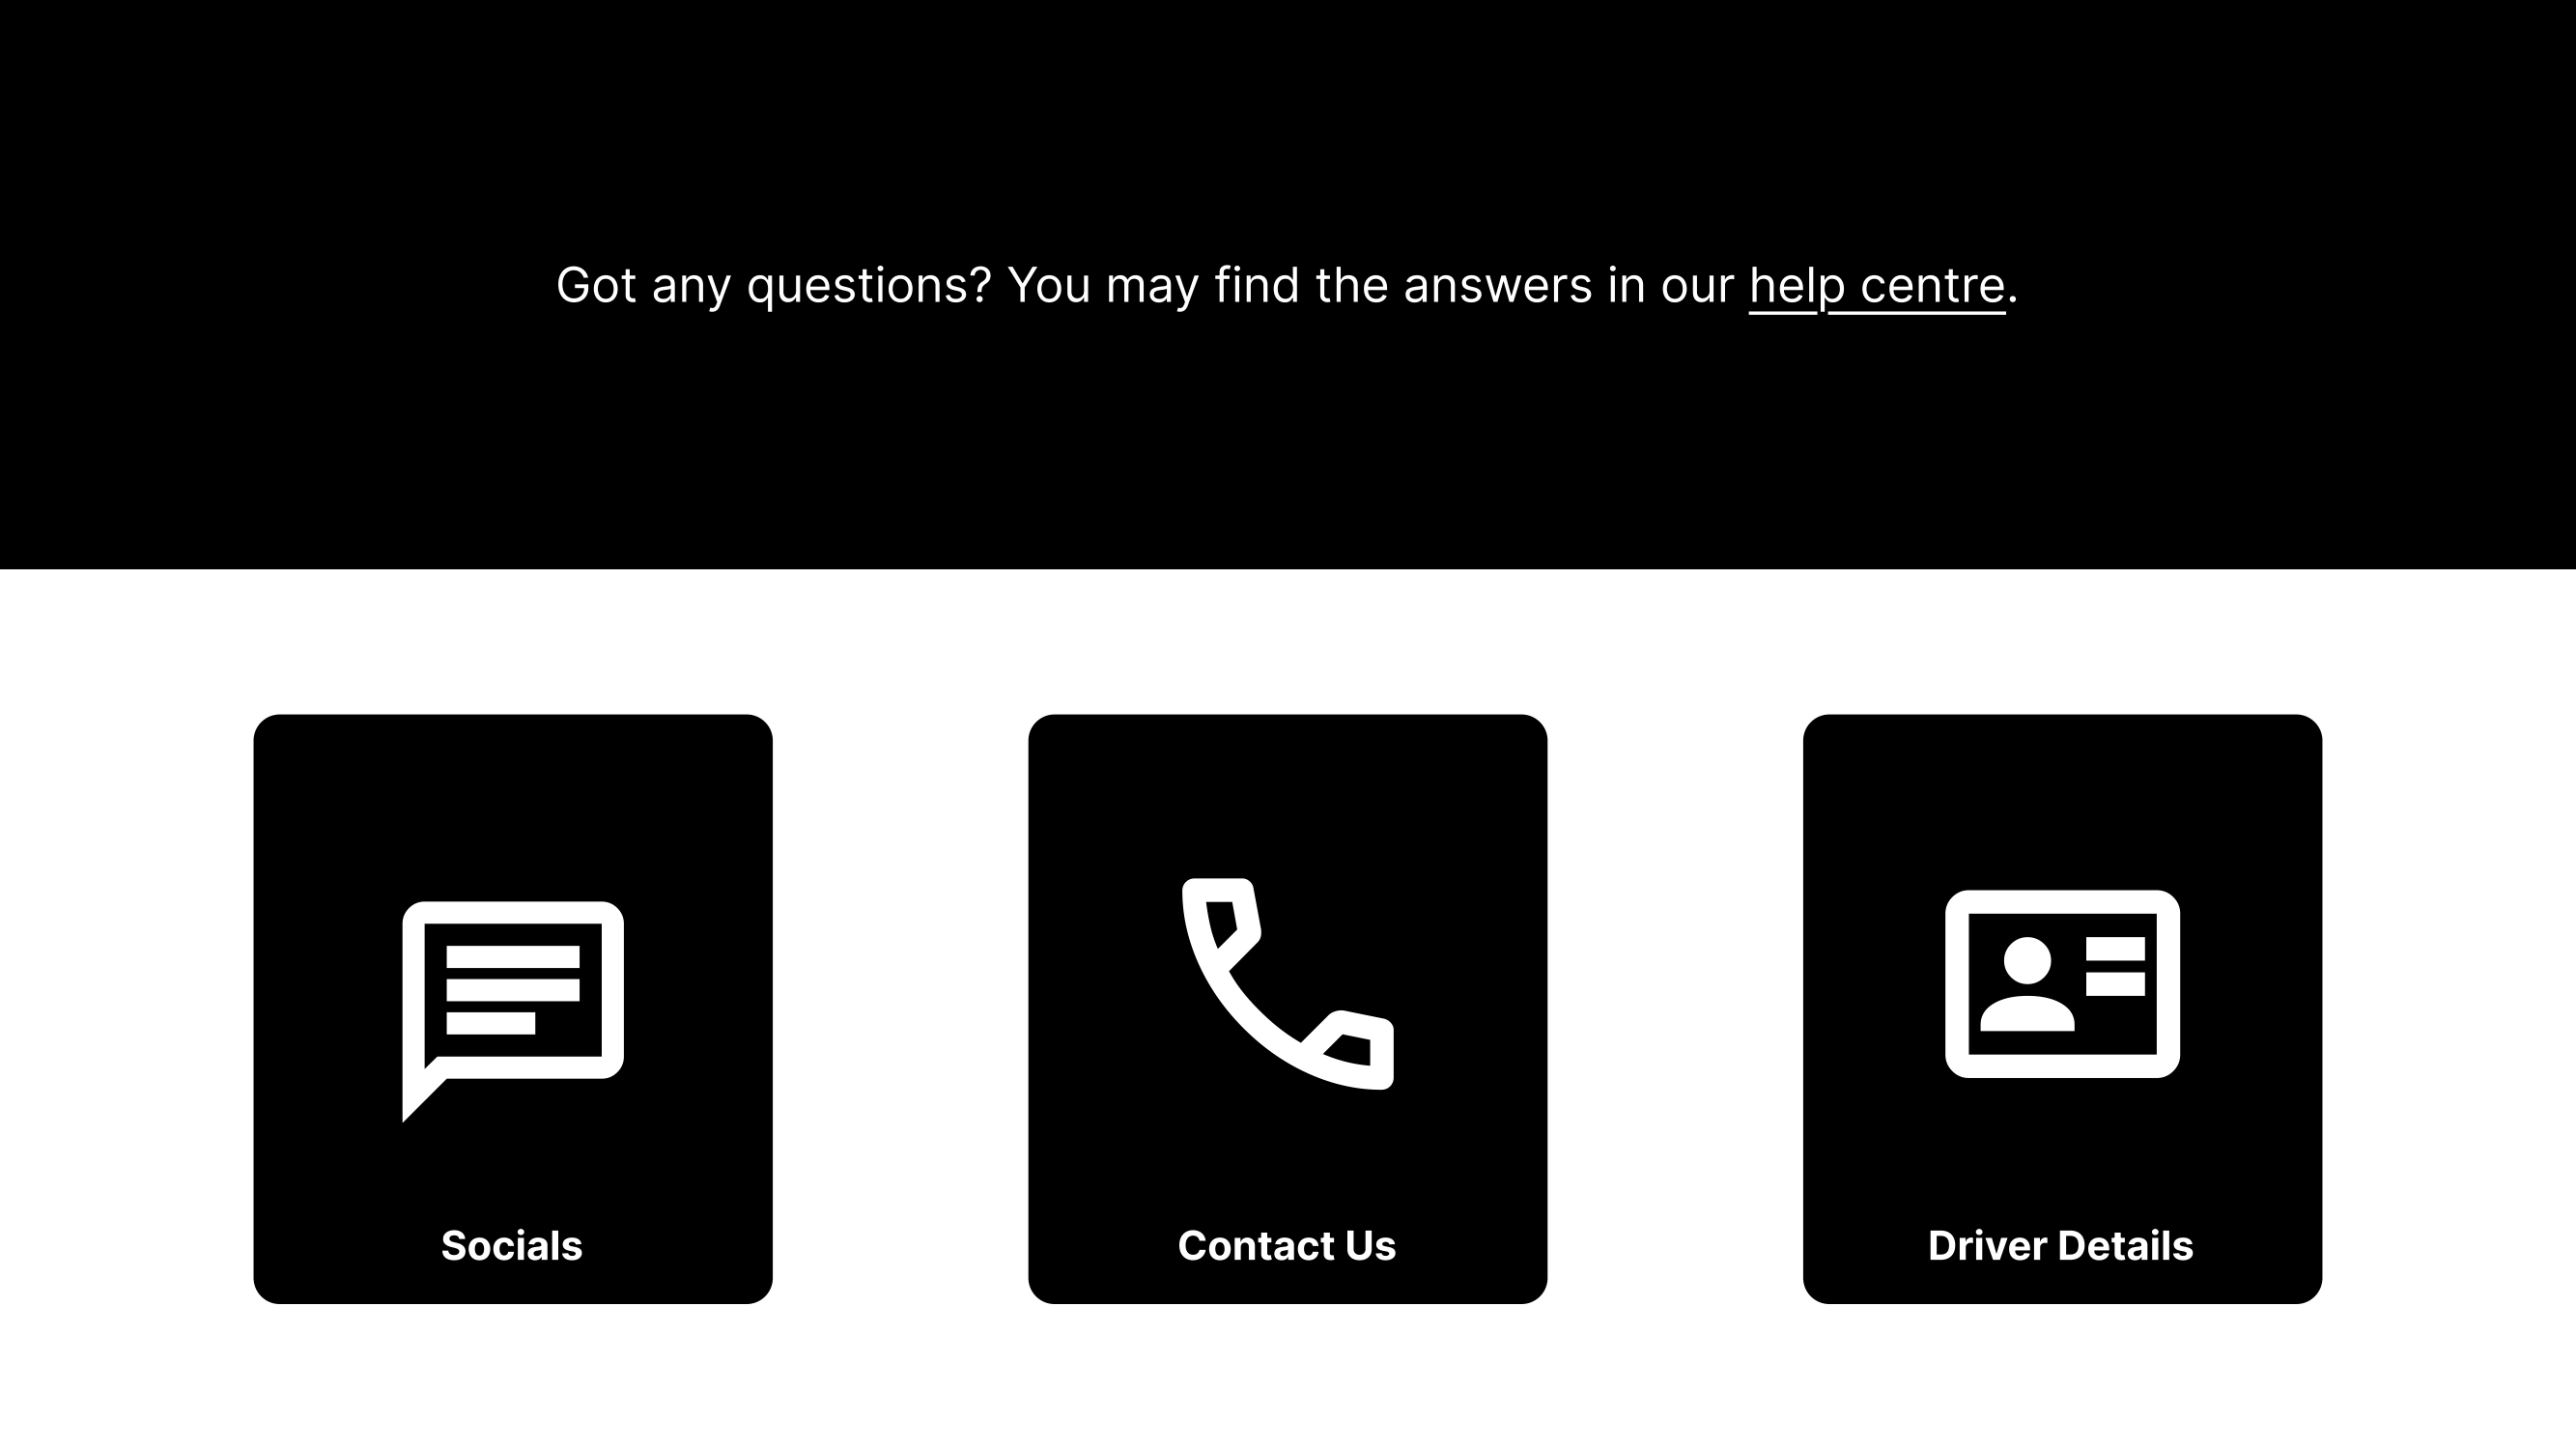 Got any questions? You may find the answers in our help centre.
Socials
Contact Us
Driver Details